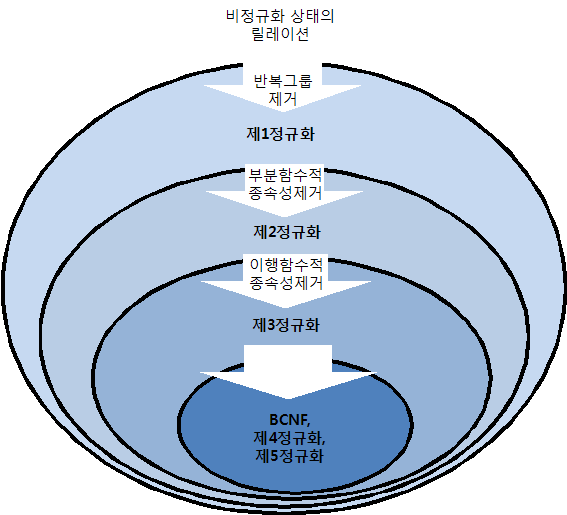 비정규화 상태의
릴레이션
반복그룹
제거
제1정규화
부분함수적
종속성제거
제2정규화
이행함수적
종속성제거
제3정규화
BCNF,
제4정규화,
제5정규화